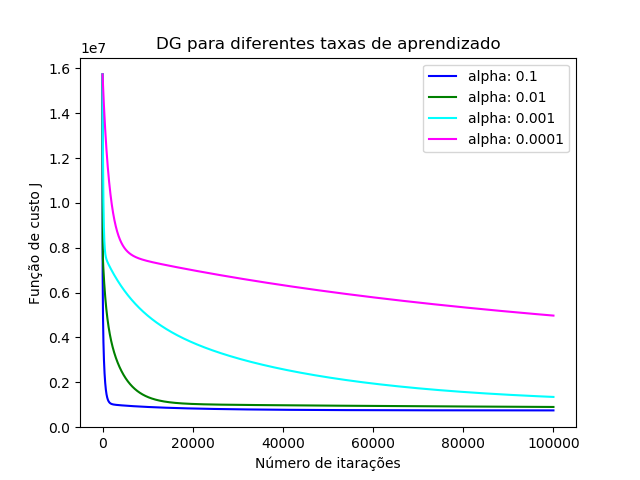 DG para diferentes taxas de aprendizado
1e7
1.6
1.4
1.2
1.0
0.8
0.6
0.4
0.2
0.0
Função de custo J
alpha: 0.1
alpha: 0.01
alpha: 0.001
alpha: 0.0001
0 20000 40000 60000 80000 100000
Número de itarações